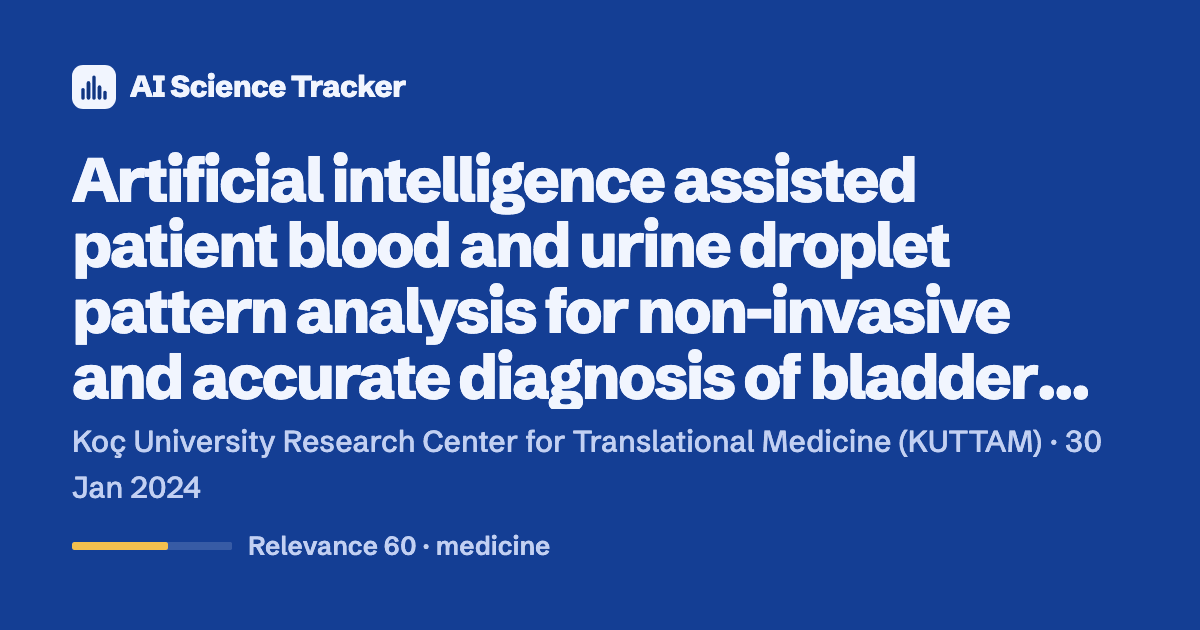 AI Science Tracker
Artificial intelligence assisted
patient blood and urine droplet
pattern analysis for non-invasive
and accurate diagnosis of bladder...
Koç University Research Center for Translational Medicine (KUTTAM) · 30
Jan 2024
Relevance 60 · medicine